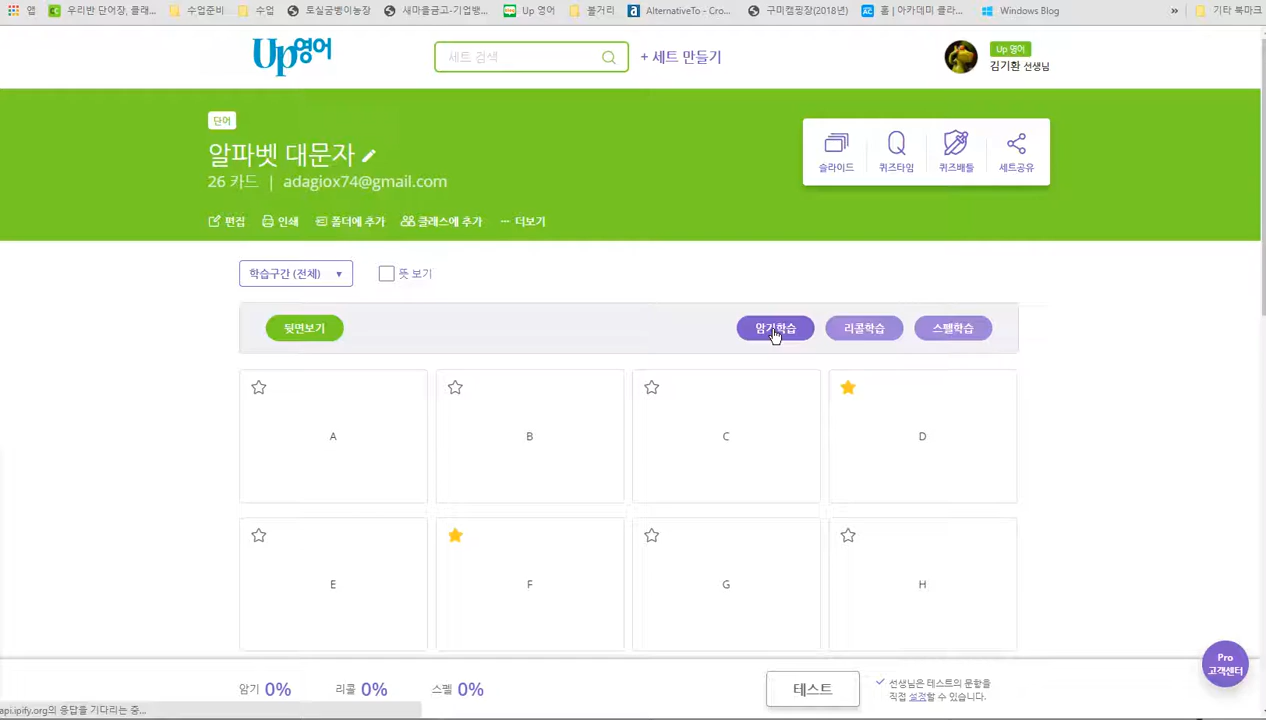 앱 우리반 단어장, 클래... 수업준비 수업 토실굼벵이농장 새마을금고-기업뱅... Up 영어 볼거리 AlternativeTo - Cro... 구미캠핑장(2018년) 홈 | 아카데미 클라... Windows Blog » 기타 북마크
Up영어
세트 검색
+ 세트 만들기
Up 영어
김기환 선생님
단어
알파벳 대문자
26 카드 | adagiox74@gmail.com
슬라이드 퀴즈타임 퀴즈배틀 세트공유
편집 인쇄 폴더에 추가 클래스에 추가 ··· 더보기
학습구간 (전체) ▼ 뜻 보기
뒷면보기 암기학습 리콜학습 스펠학습
A B C D
E F G H
Pro
고객센터
암기 0% 리콜 0% 스펠 0%
테스트
선생님은 테스트의 문항을
직접 설정할 수 있습니다.
api.ipify.org의 응답을 기다리는 중...